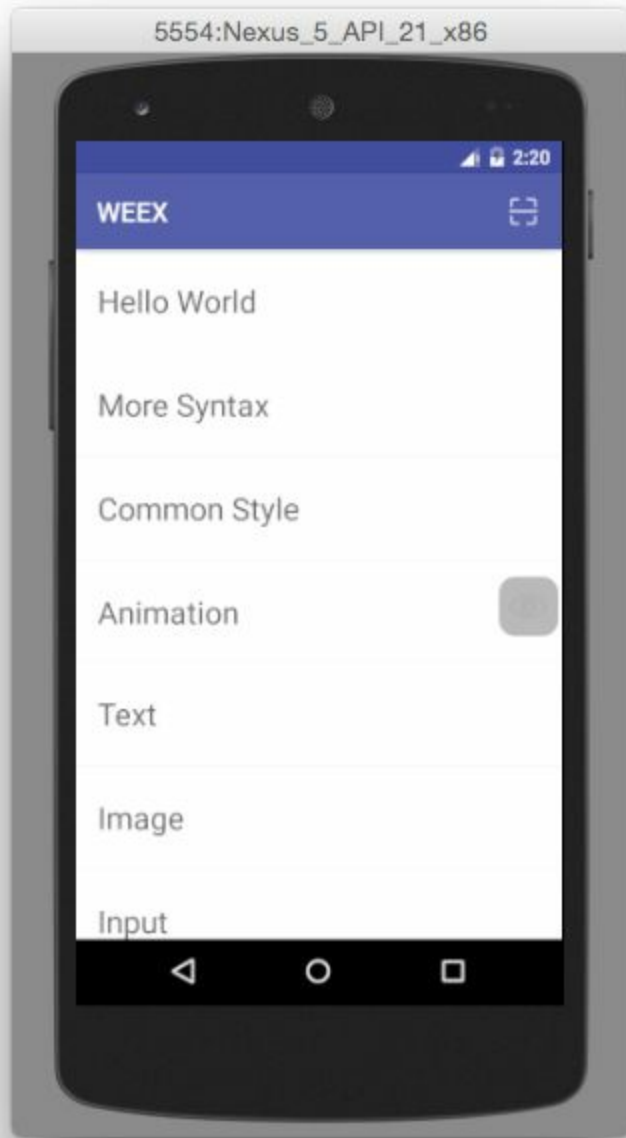 5554:Nexus_5_API_21_x86
2:20
WEEX
Hello World
More Syntax
Common Style
Animation
Text
Image
Input